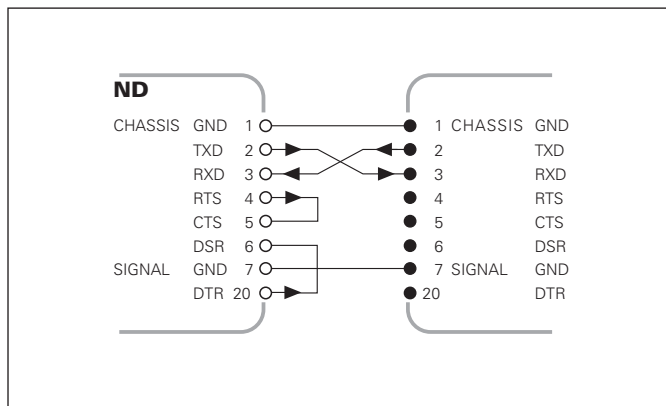 ND
CHASSIS GND 1 1 CHASSIS GND
TXD 2 2 TXD
RXD 3 3 RXD
RTS 4 4 RTS
CTS 5 5 CTS
DSR 6 6 DSR
SIGNAL GND 7 7 SIGNAL GND
DTR 20 20 DTR